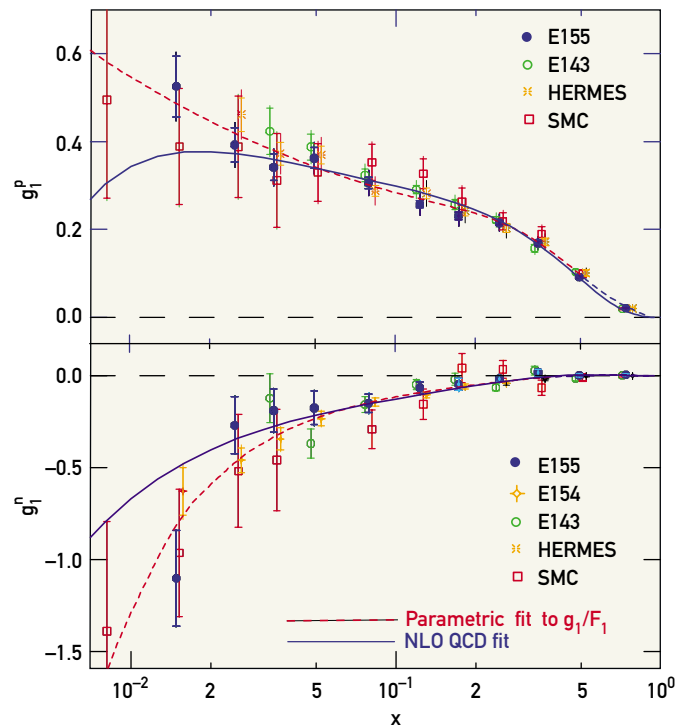 0.6
0.4
0.2
0.0
g₁ᵖ
E155
E143
HERMES
SMC
0.0
−0.5
−1.0
−1.5
g₁ⁿ
E155
E154
E143
HERMES
SMC
Parametric fit to g₁/F₁
NLO QCD fit
10⁻² 2 5 10⁻¹ 2 5 10⁰
x